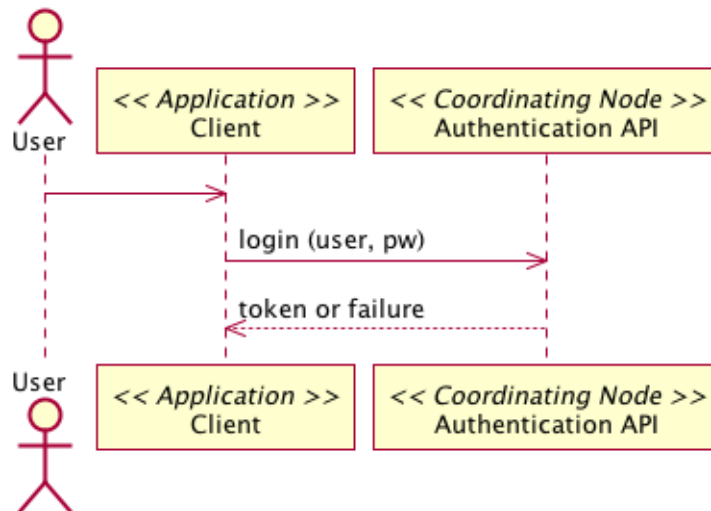 User
<< Application >>
Client
<< Coordinating Node >>
Authentication API
login (user, pw)
token or failure
User
<< Application >>
Client
<< Coordinating Node >>
Authentication API